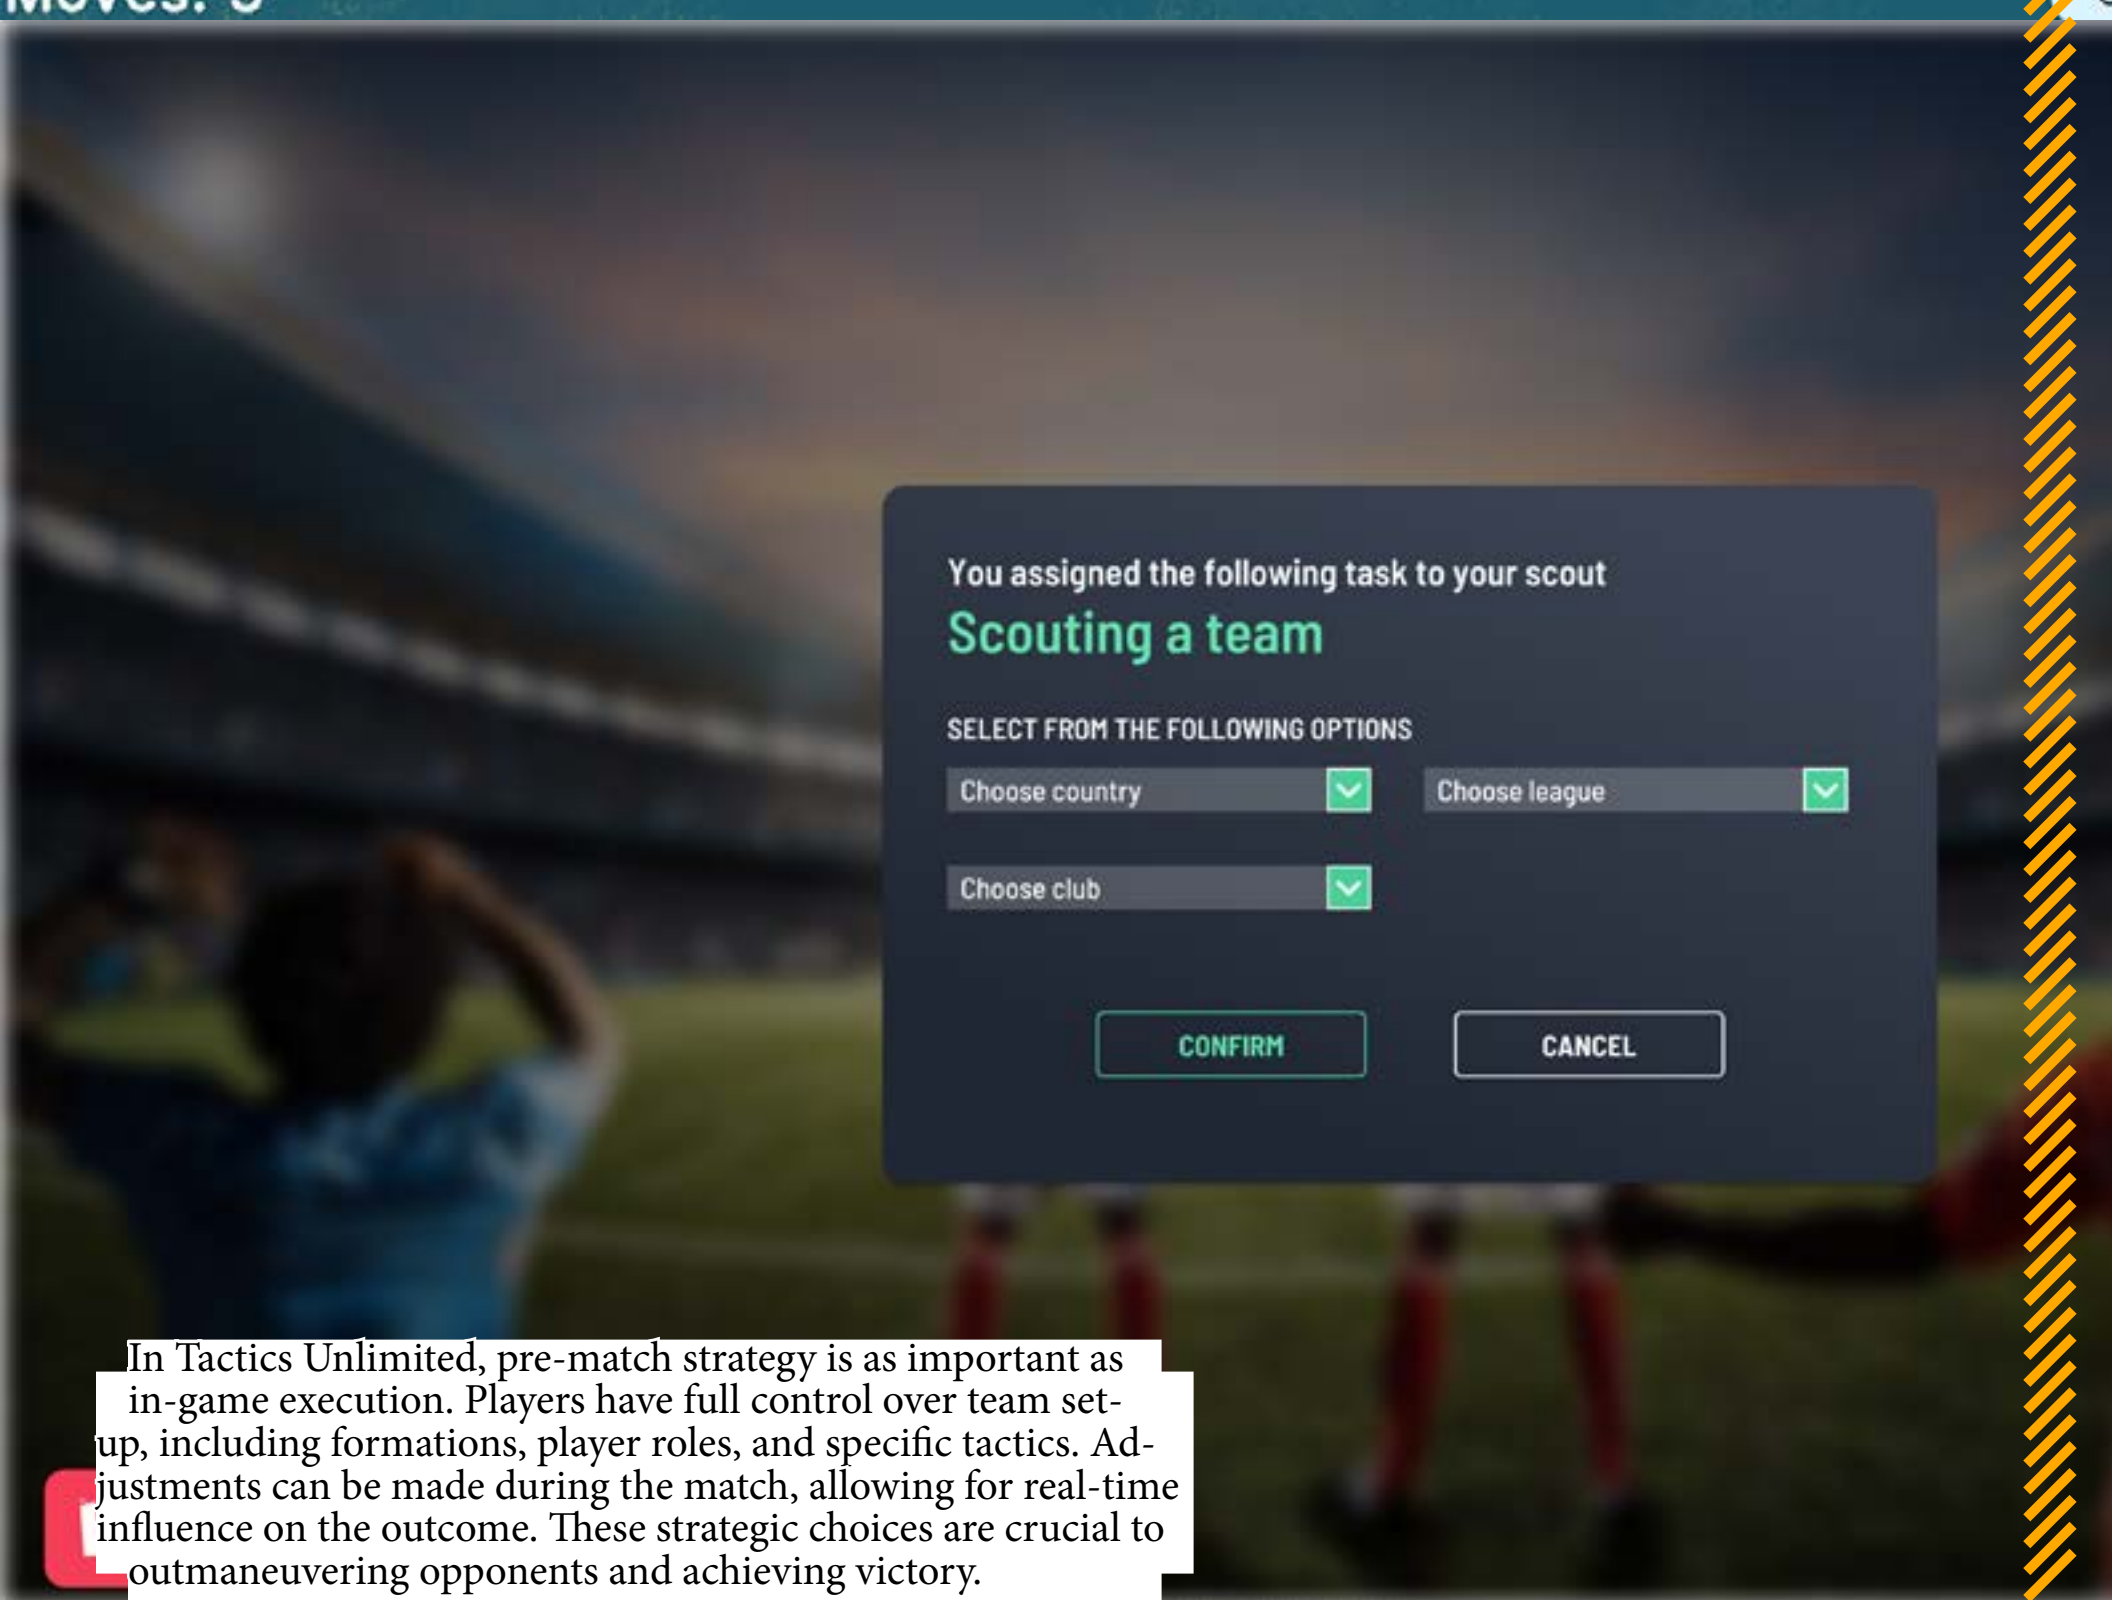 You assigned the following task to your scout
Scouting a team
SELECT FROM THE FOLLOWING OPTIONS
Choose country
Choose league
Choose club
CONFIRM
CANCEL
In Tactics Unlimited, pre-match strategy is as important as
in-game execution. Players have full control over team set-
up, including formations, player roles, and specific tactics. Ad-
justments can be made during the match, allowing for real-time
influence on the outcome. These strategic choices are crucial to
outmaneuvering opponents and achieving victory.